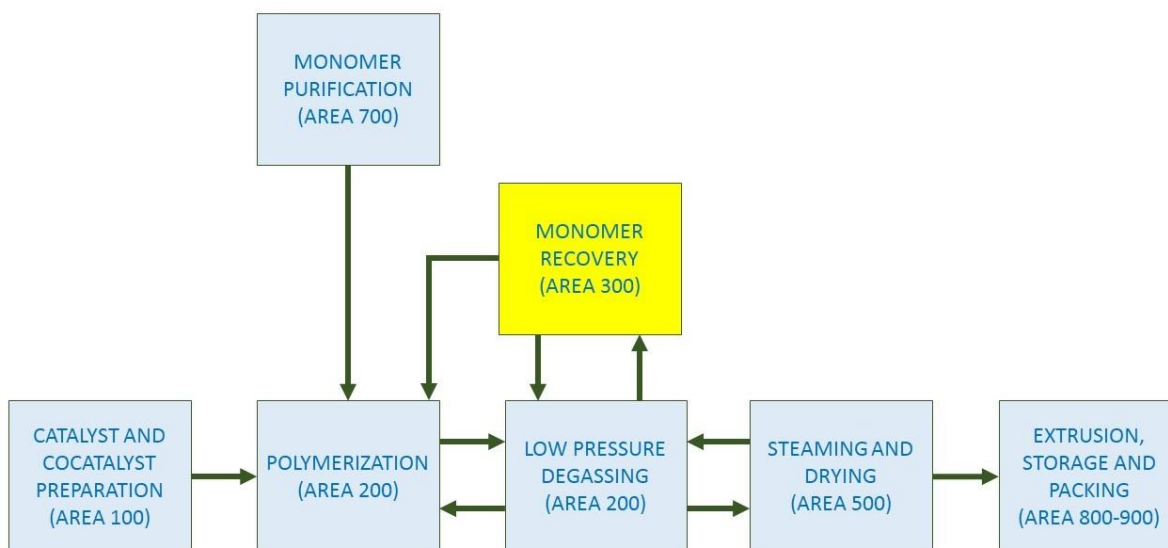 MONOMER
PURIFICATION
(AREA 700)
MONOMER
RECOVERY
(AREA 300)
CATALYST AND
COCATALYST
PREPARATION
(AREA 100)
POLYMERIZATION
(AREA 200)
LOW PRESSURE
DEGASSING
(AREA 200)
STEAMING AND
DRYING
(AREA 500)
EXTRUSION,
STORAGE AND
PACKING
(AREA 800-900)